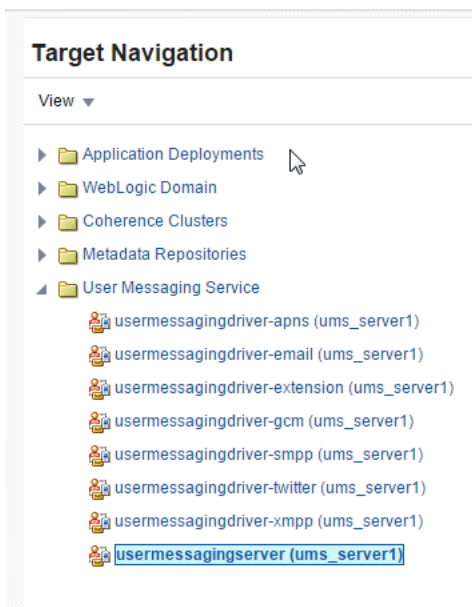 Target Navigation
View
Application Deployments
WebLogic Domain
Coherence Clusters
Metadata Repositories
User Messaging Service
usermessagingdriver-apns (ums_server1)
usermessagingdriver-email (ums_server1)
usermessagingdriver-extension (ums_server1)
usermessagingdriver-gcm (ums_server1)
usermessagingdriver-smpp (ums_server1)
usermessagingdriver-twitter (ums_server1)
usermessagingdriver-xmpp (ums_server1)
usermessagingserver (ums_server1)